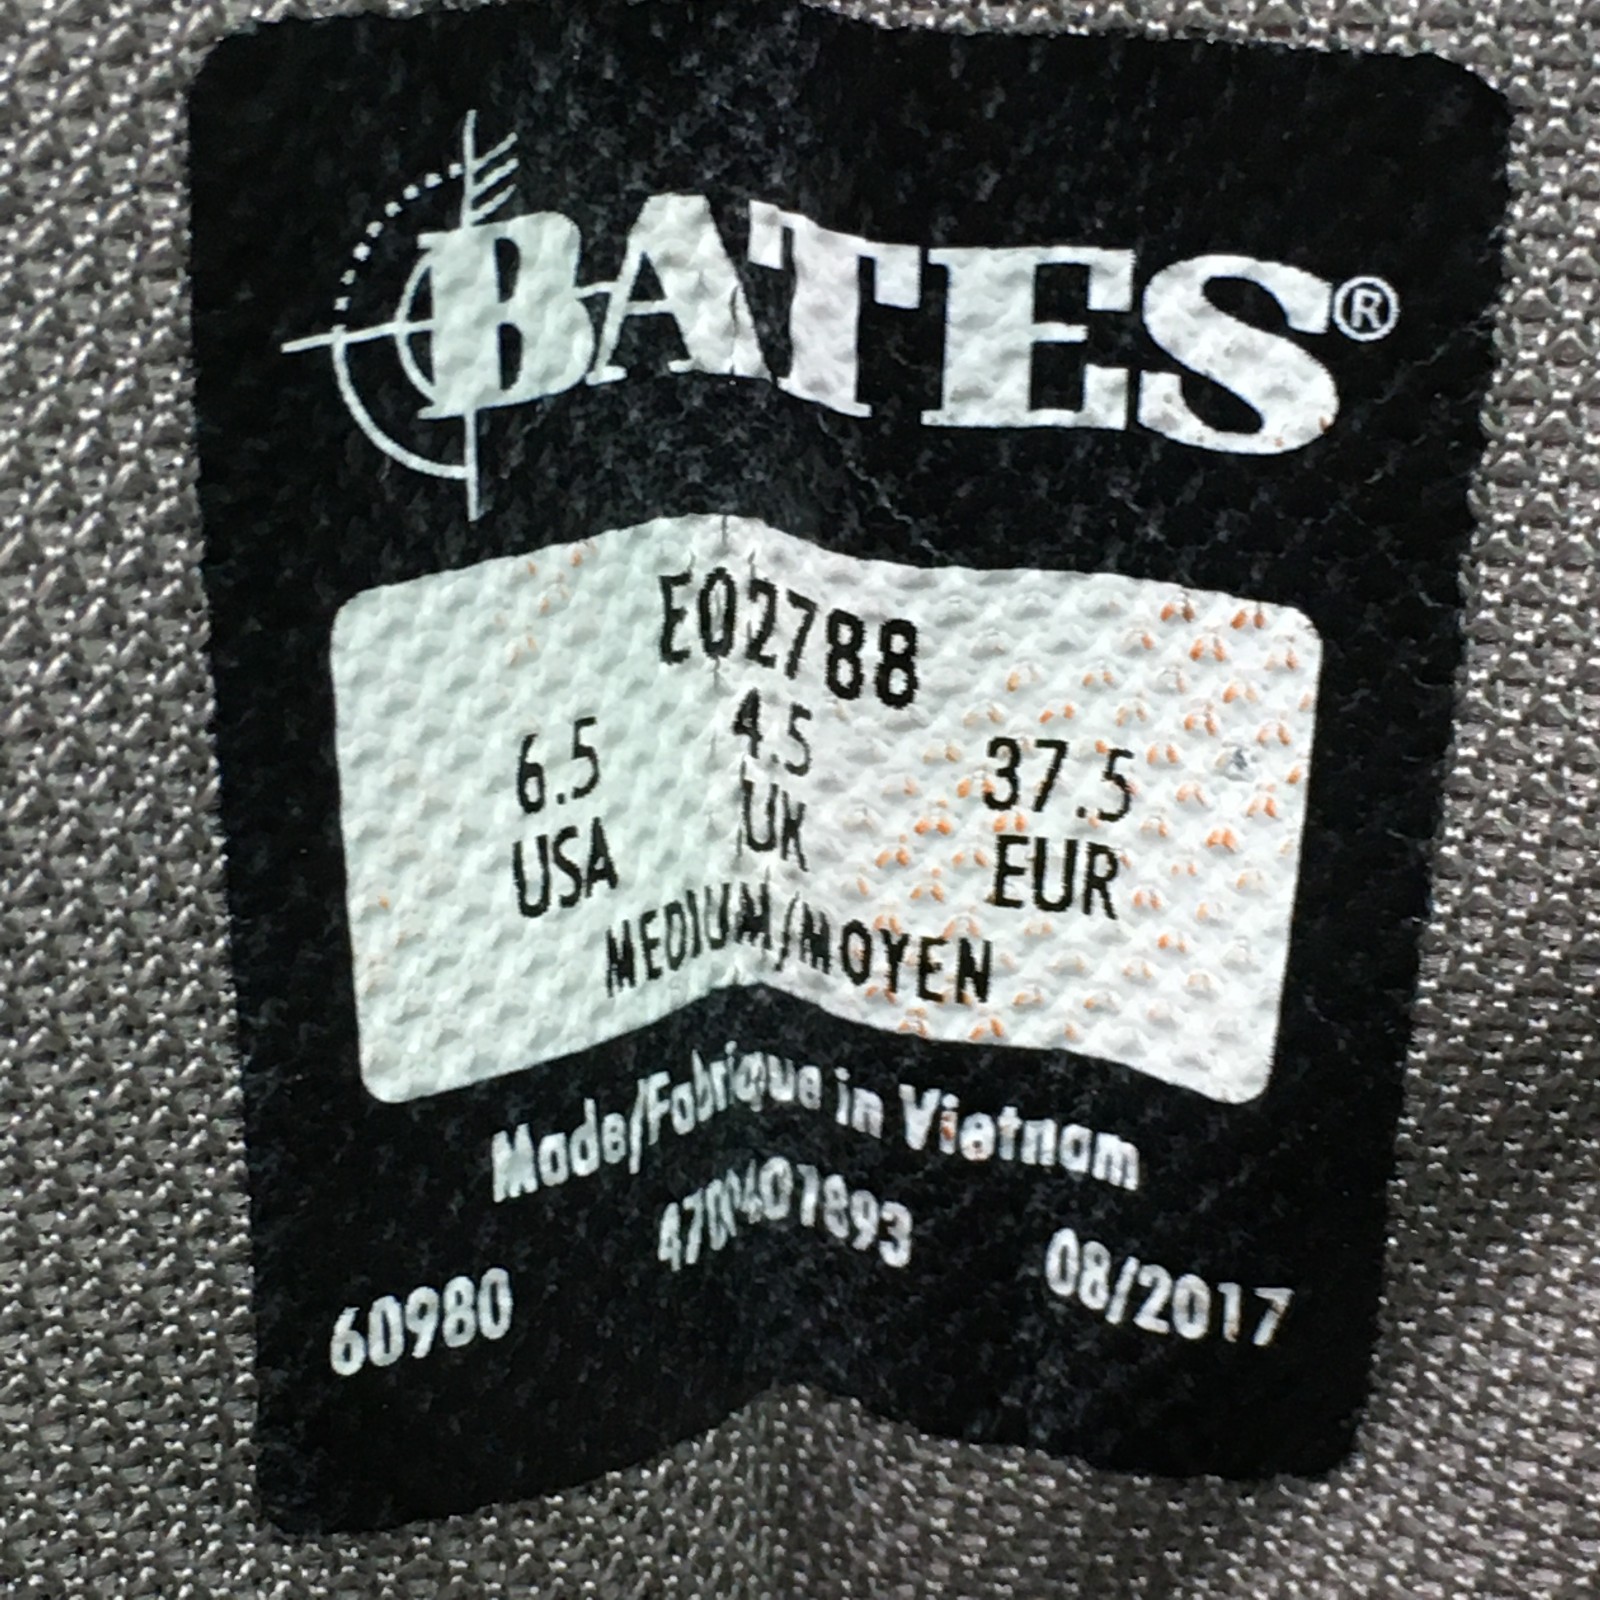 BATES®
E02788
6.5 4.5 37.5
USA UK EUR
MEDIUM/MOYEN
Made/Fabrique in Vietnam
60980 08/2017